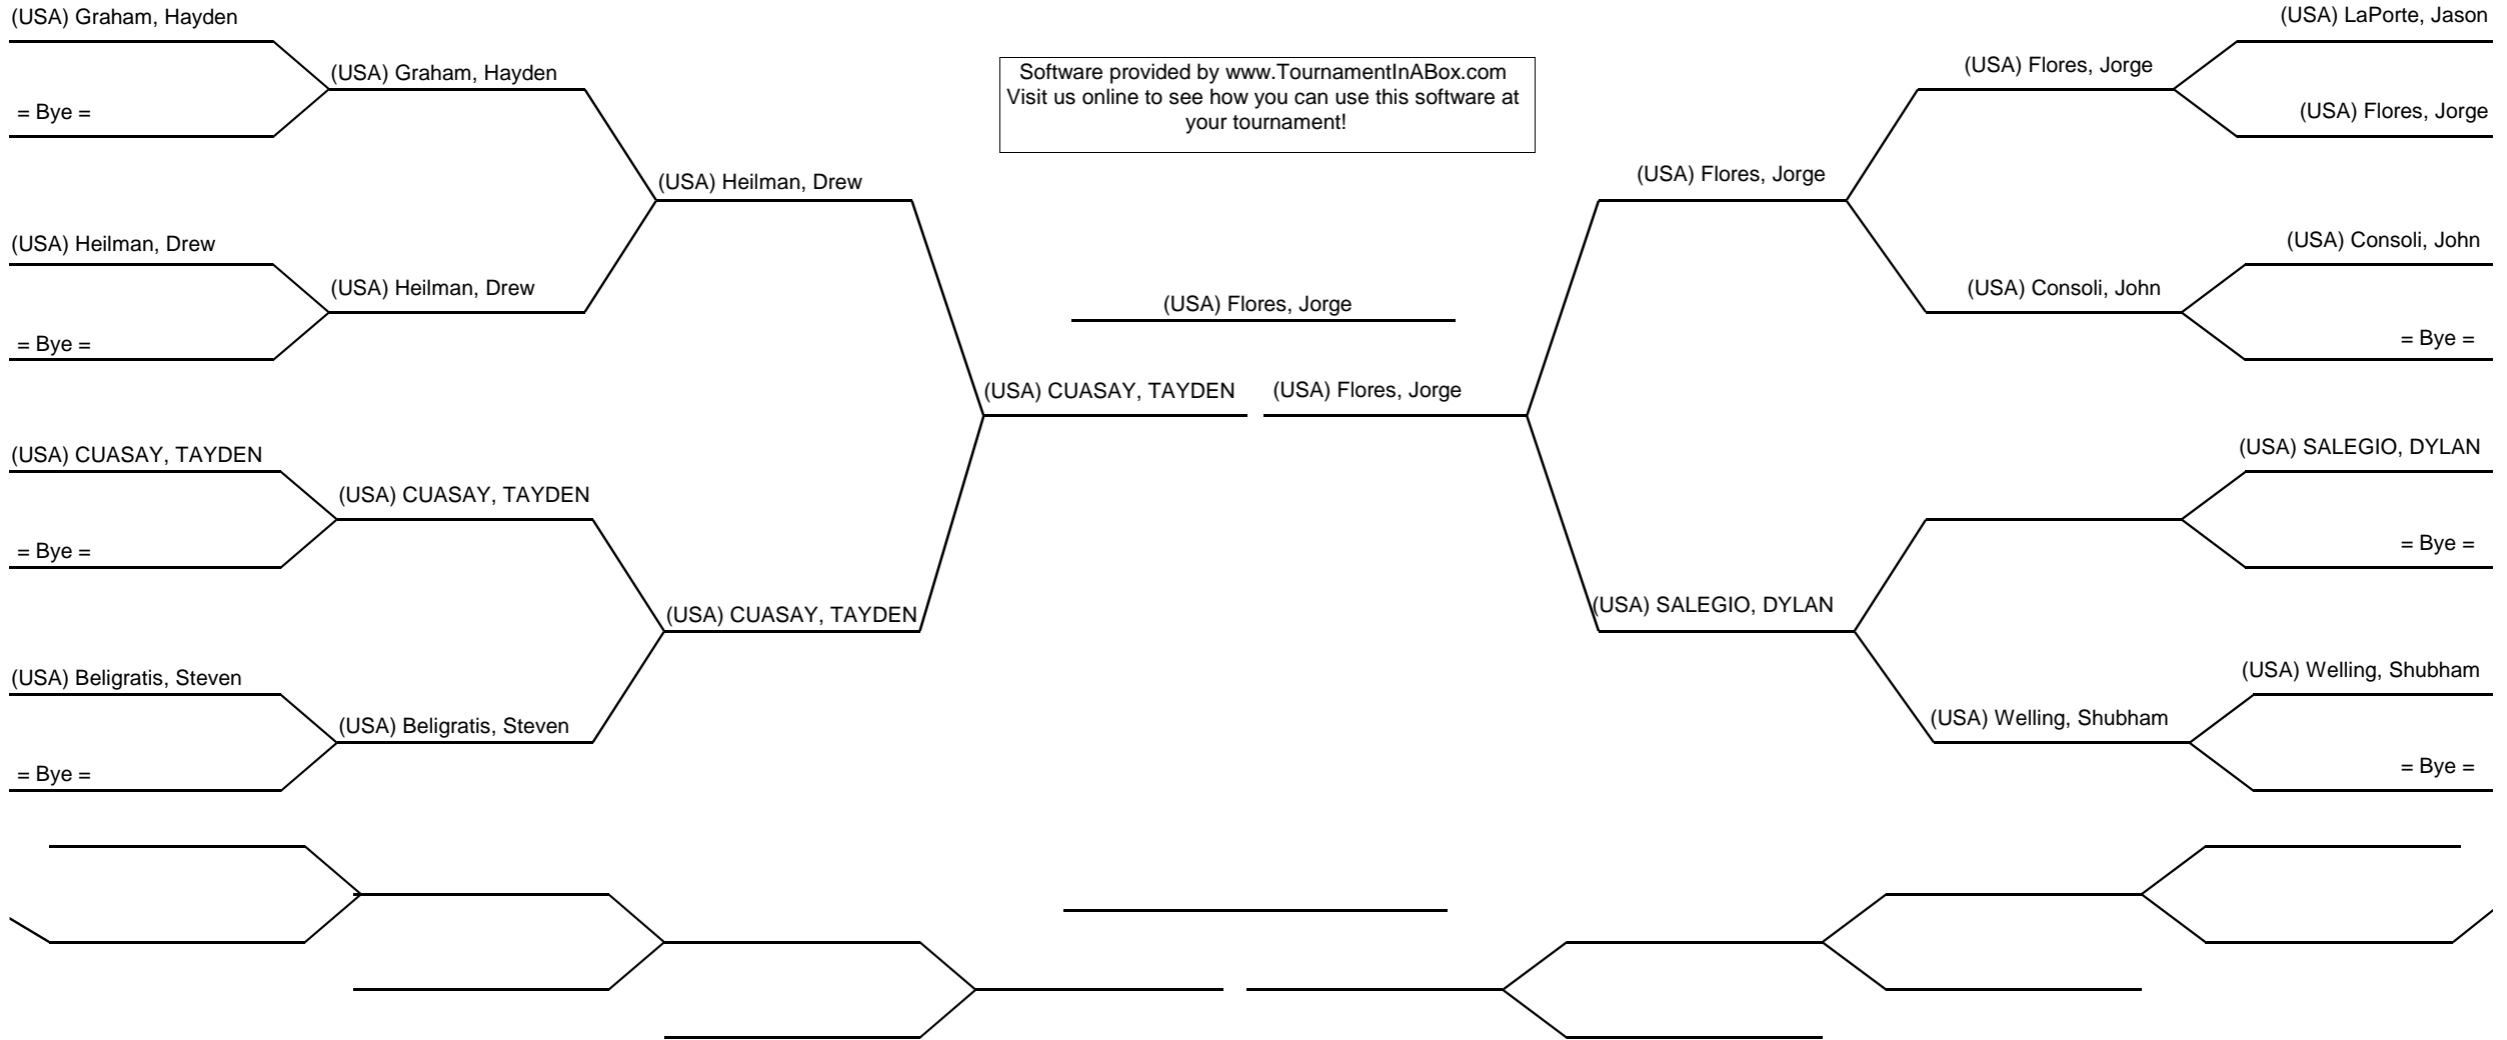 (USA) Graham, Hayden
(USA) LaPorte, Jason
(USA) Graham, Hayden
Software provided by www.TournamentInABox.com
Visit us online to see how you can use this software at
your tournament!
(USA) Flores, Jorge
= Bye =
(USA) Flores, Jorge
(USA) Heilman, Drew
(USA) Flores, Jorge
(USA) Heilman, Drew
(USA) Consoli, John
(USA) Heilman, Drew
(USA) Flores, Jorge
(USA) Consoli, John
= Bye =
= Bye =
(USA) CUASAY, TAYDEN
(USA) Flores, Jorge
(USA) CUASAY, TAYDEN
(USA) SALEGIO, DYLAN
(USA) CUASAY, TAYDEN
= Bye =
= Bye =
(USA) CUASAY, TAYDEN
(USA) SALEGIO, DYLAN
(USA) Beligratis, Steven
(USA) Welling, Shubham
(USA) Beligratis, Steven
(USA) Welling, Shubham
= Bye =
= Bye =